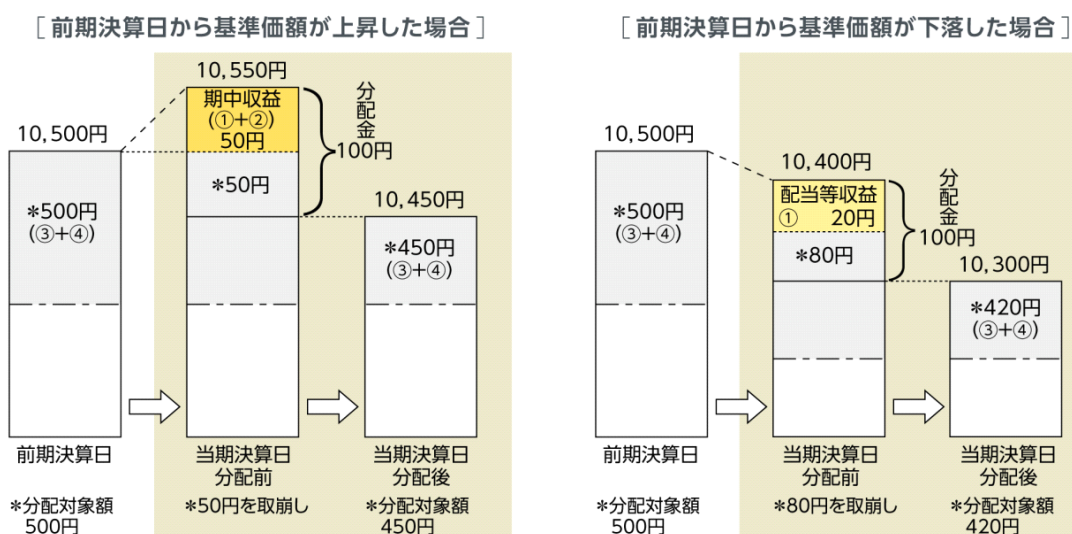 [前期決算日から基準価額が上昇した場合]
10,550円
期中収益
(①+②)
50円
分配金
100円
10,500円
*50円
10,450円
*500円
(③+④)
*450円
(③+④)
前期決算日
当期決算日
分配前
当期決算日
分配後
*分配対象額
500円
*50円を取崩し
*分配対象額
450円
[前期決算日から基準価額が下落した場合]
10,500円
10,400円
配当等収益
① 20円
分配金
100円
*500円
(③+④)
*80円
10,300円
*420円
(③+④)
前期決算日
当期決算日
分配前
当期決算日
分配後
*分配対象額
500円
*80円を取崩し
*分配対象額
420円